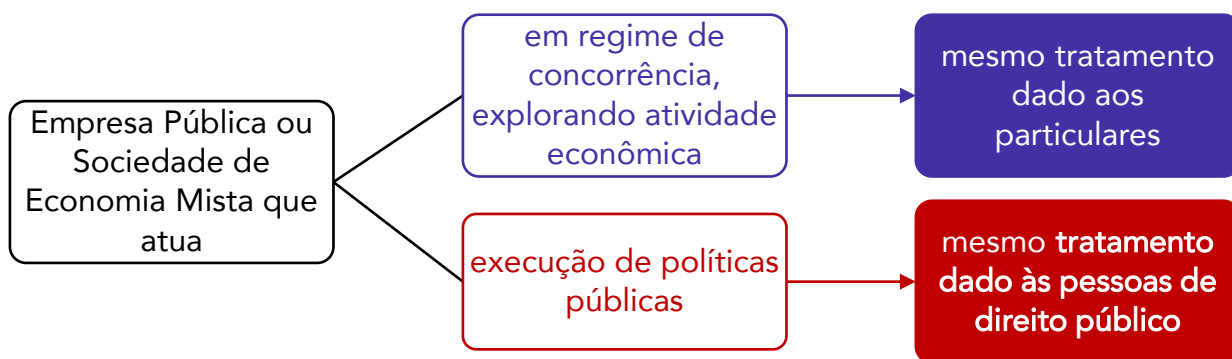 Empresa Pública ou
Sociedade de
Economia Mista que
atua
em regime de
concorrência,
explorando atividade
econômica
mesmo tratamento
dado aos
particulares
execução de políticas
públicas
mesmo tratamento
dado às pessoas de
direito público